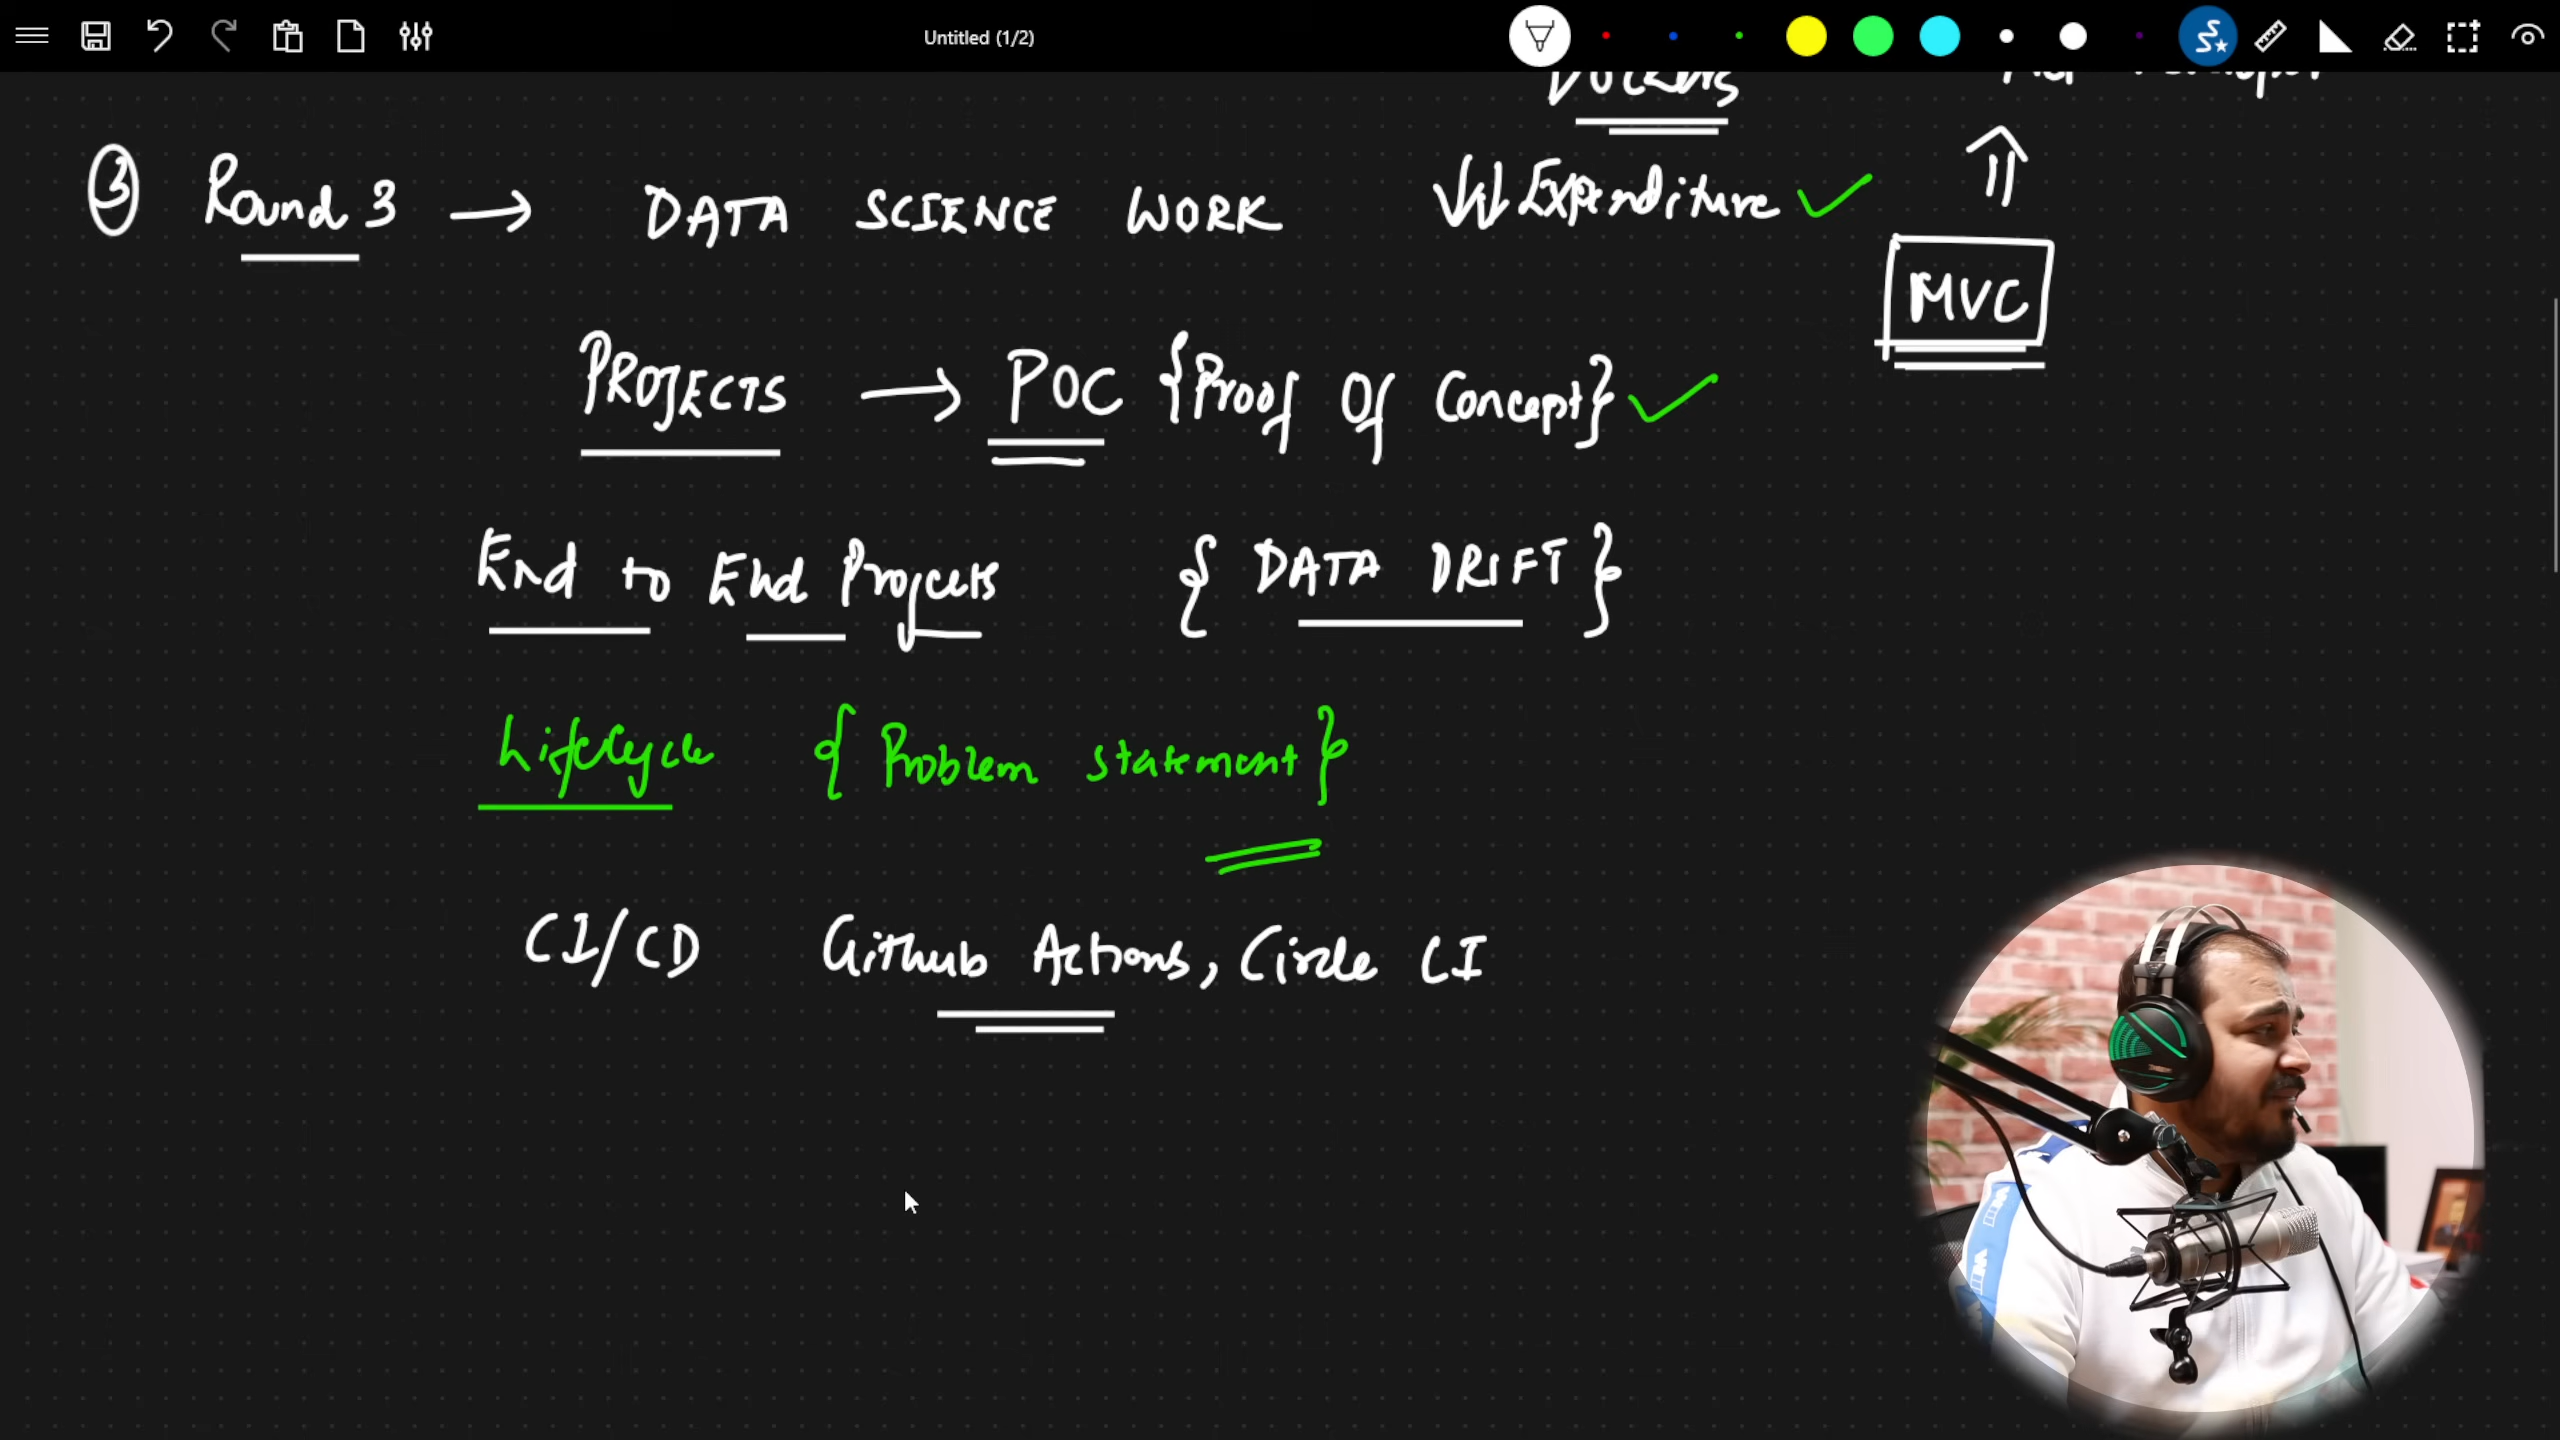 Untitled (1/2)
Dockers
③ Round 3 → DATA SCIENCE WORK
↓↓↓ Expenditure ✓
MVC
PROJECTS → POC {Proof Of Concept} ✓
End to End Projects { DATA DRIFT }
Lifecycle { Problem statement }
CI/CD Github Actions, Circle CI